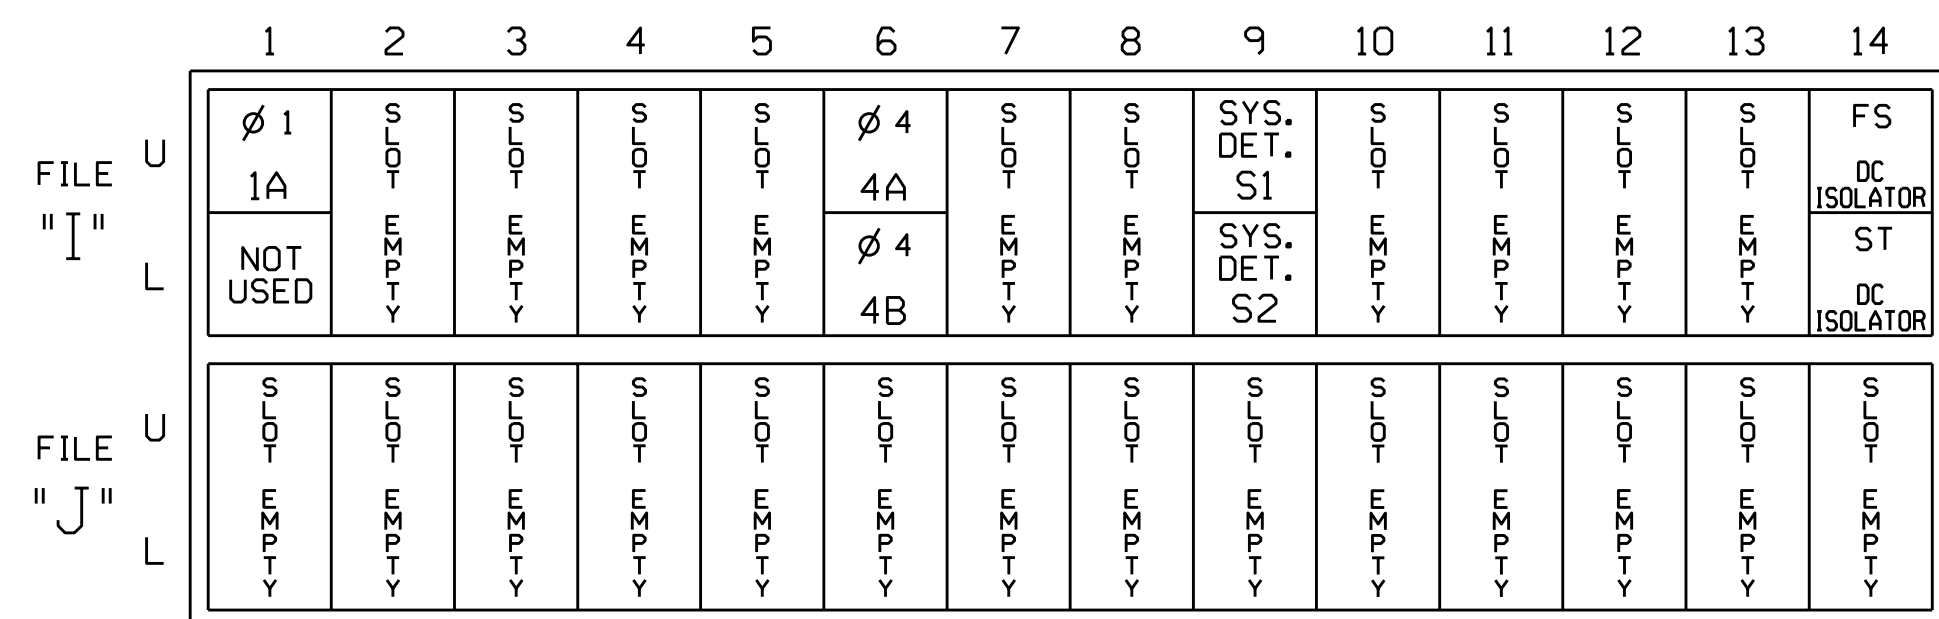 1 2 3 4 5 6 7 8 9 10 11 12 13 14
FILE "I"
U
L
Ø 1
1A
NOT
USED
SLOT EMPTY
SLOT EMPTY
SLOT EMPTY
SLOT EMPTY
Ø 4
4A
Ø 4
4B
SLOT EMPTY
SLOT EMPTY
SYS.
DET.
S1
SYS.
DET.
S2
SLOT EMPTY
SLOT EMPTY
SLOT EMPTY
SLOT EMPTY
FS
DC
ISOLATOR
ST
DC
ISOLATOR
FILE "J"
U
L
SLOT EMPTY
SLOT EMPTY
SLOT EMPTY
SLOT EMPTY
SLOT EMPTY
SLOT EMPTY
SLOT EMPTY
SLOT EMPTY
SLOT EMPTY
SLOT EMPTY
SLOT EMPTY
SLOT EMPTY
SLOT EMPTY
SLOT EMPTY